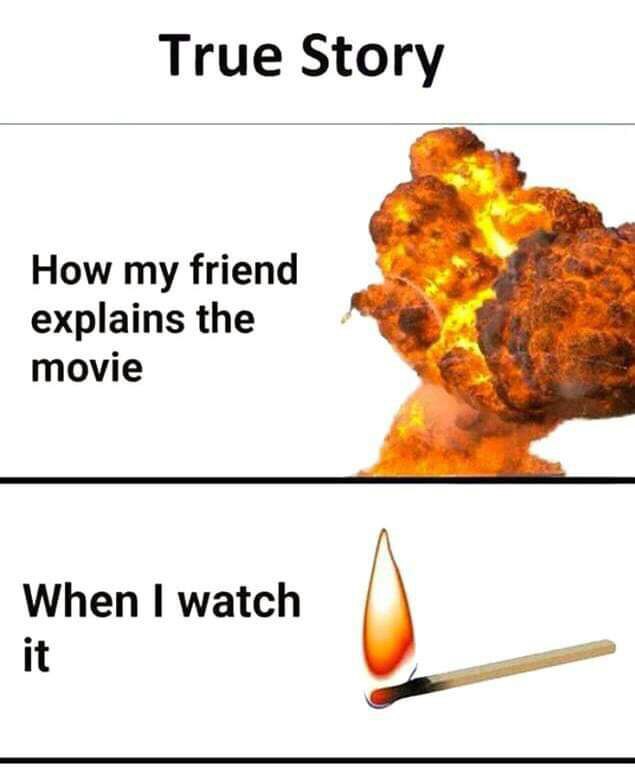 True Story
How my friend
explains the
movie
When I watch
it